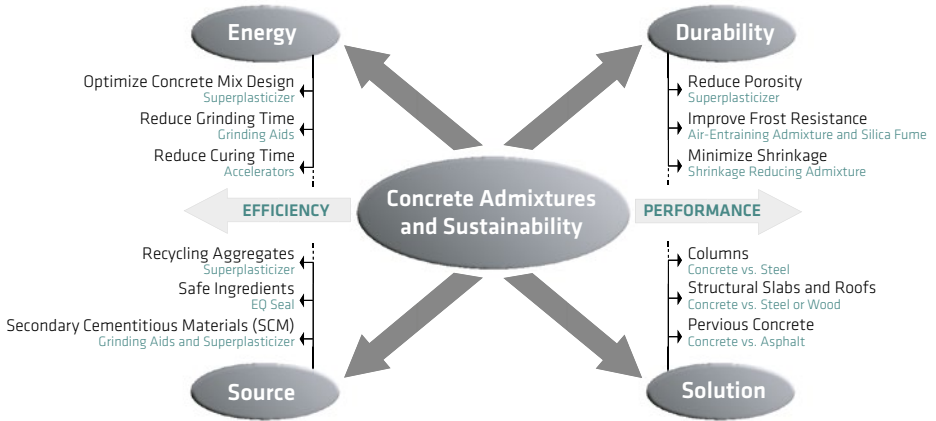 Energy
Optimize Concrete Mix Design
Superplasticizer
Reduce Grinding Time
Grinding Aids
Reduce Curing Time
Accelerators
Durability
Reduce Porosity
Superplasticizer
Improve Frost Resistance
Air-Entraining Admixture and Silica Fume
Minimize Shrinkage
Shrinkage Reducing Admixture
EFFICIENCY
Concrete Admixtures
and Sustainability
PERFORMANCE
Recycling Aggregates
Superplasticizer
Safe Ingredients
EQ Seal
Secondary Cementitious Materials (SCM)
Grinding Aids and Superplasticizer
Source
Columns
Concrete vs. Steel
Structural Slabs and Roofs
Concrete vs. Steel or Wood
Pervious Concrete
Concrete vs. Asphalt
Solution